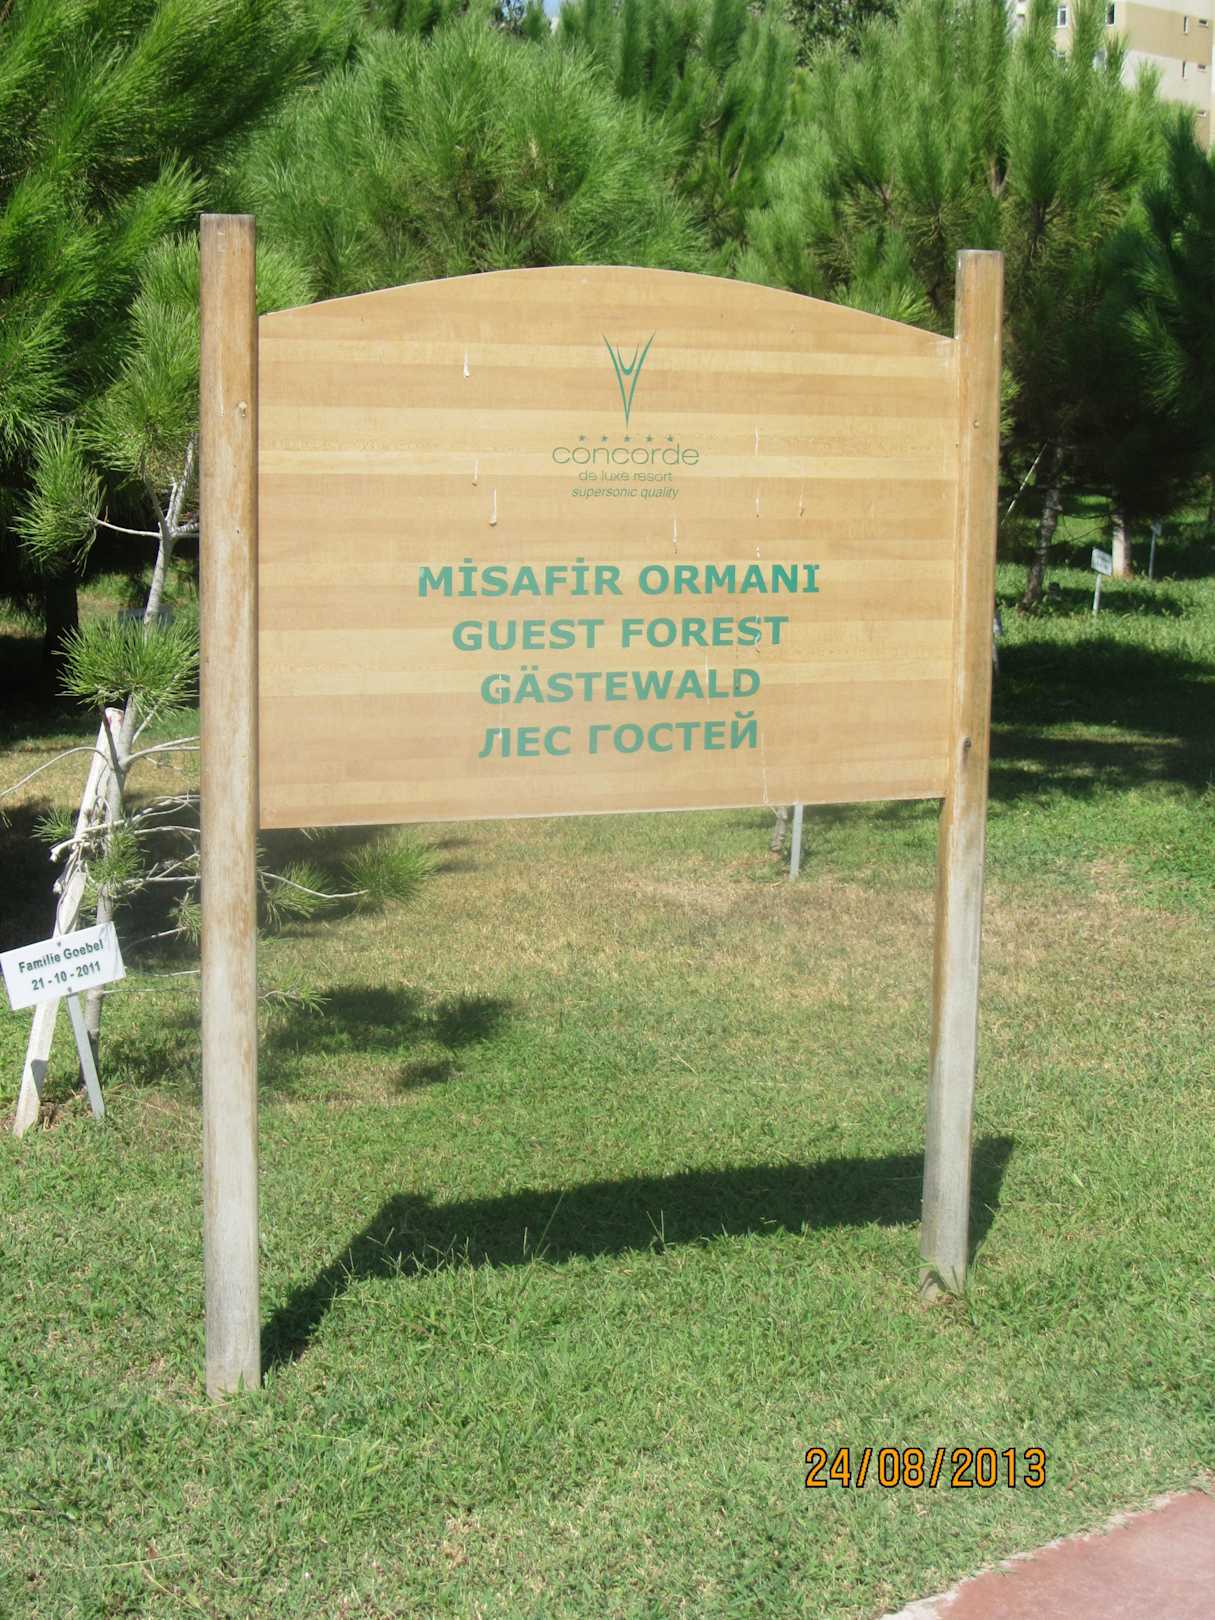 concorde
de luxe resort
supersonic quality
MİSAFİR ORMANI
GUEST FOREST
GÄSTEWALD
ЛЕС ГОСТЕЙ
Familie Goebel
21 - 10 - 2011
24/08/2013